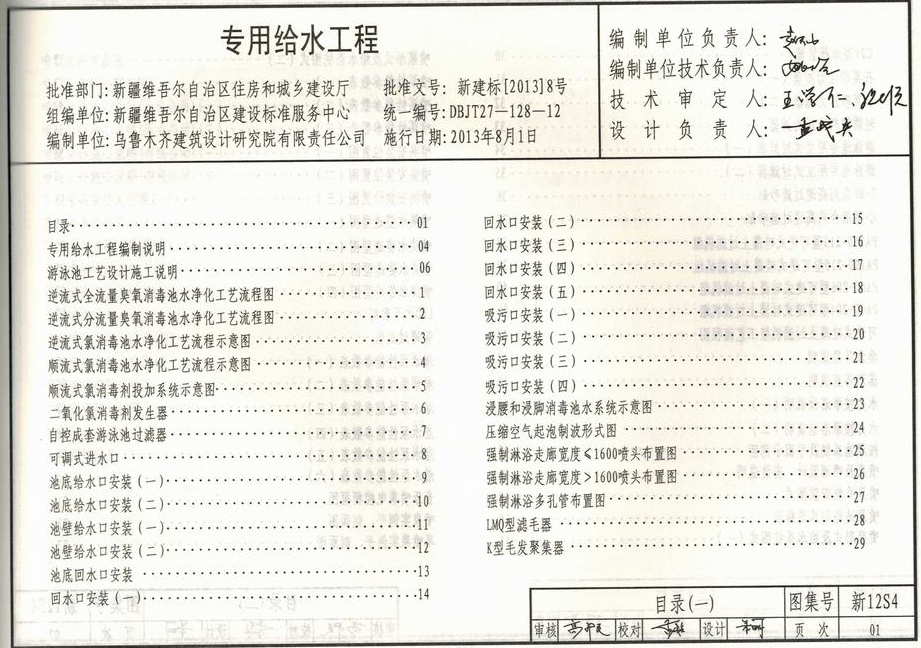 专用给水工程
批准部门:新疆维吾尔自治区住房和城乡建设厅 批准文号:新建标[2013]8号
组编单位:新疆维吾尔自治区建设标准服务中心 统一编号:DBJT27—128—12
编制单位:乌鲁木齐建筑设计研究院有限责任公司 施行日期:2013年8月1日
编制单位负责人:
编制单位技术负责人:
技术审定人:
设计负责人:
目录 01
专用给水工程编制说明 04
游泳池工艺设计施工说明 06
逆流式全流量臭氧消毒池水净化工艺流程图 1
逆流式分流量臭氧消毒池水净化工艺流程图 2
逆流式氯消毒池水净化工艺流程示意图 3
顺流式氯消毒池水净化工艺流程示意图 4
顺流式氯消毒剂投加系统示意图 5
二氧化氯消毒剂发生器 6
自控成套游泳池过滤器 7
可调式进水口 8
池底给水口安装(一) 9
池底给水口安装(二) 10
池壁给水口安装(一) 11
池壁给水口安装(二) 12
池底回水口安装 13
回水口安装(一) 14
回水口安装(二) 15
回水口安装(三) 16
回水口安装(四) 17
回水口安装(五) 18
吸污口安装(一) 19
吸污口安装(二) 20
吸污口安装(三) 21
吸污口安装(四) 22
浸腰和浸脚消毒池水系统示意图 23
压缩空气起泡制波形式图 24
强制淋浴走廊宽度≤1600喷头布置图 25
强制淋浴走廊宽度>1600喷头布置图 26
强制淋浴多孔管布置图 27
LMQ型滤毛器 28
K型毛发聚集器 29
目录(一) 图集号 新12S4
审核 校对 设计 页次 01